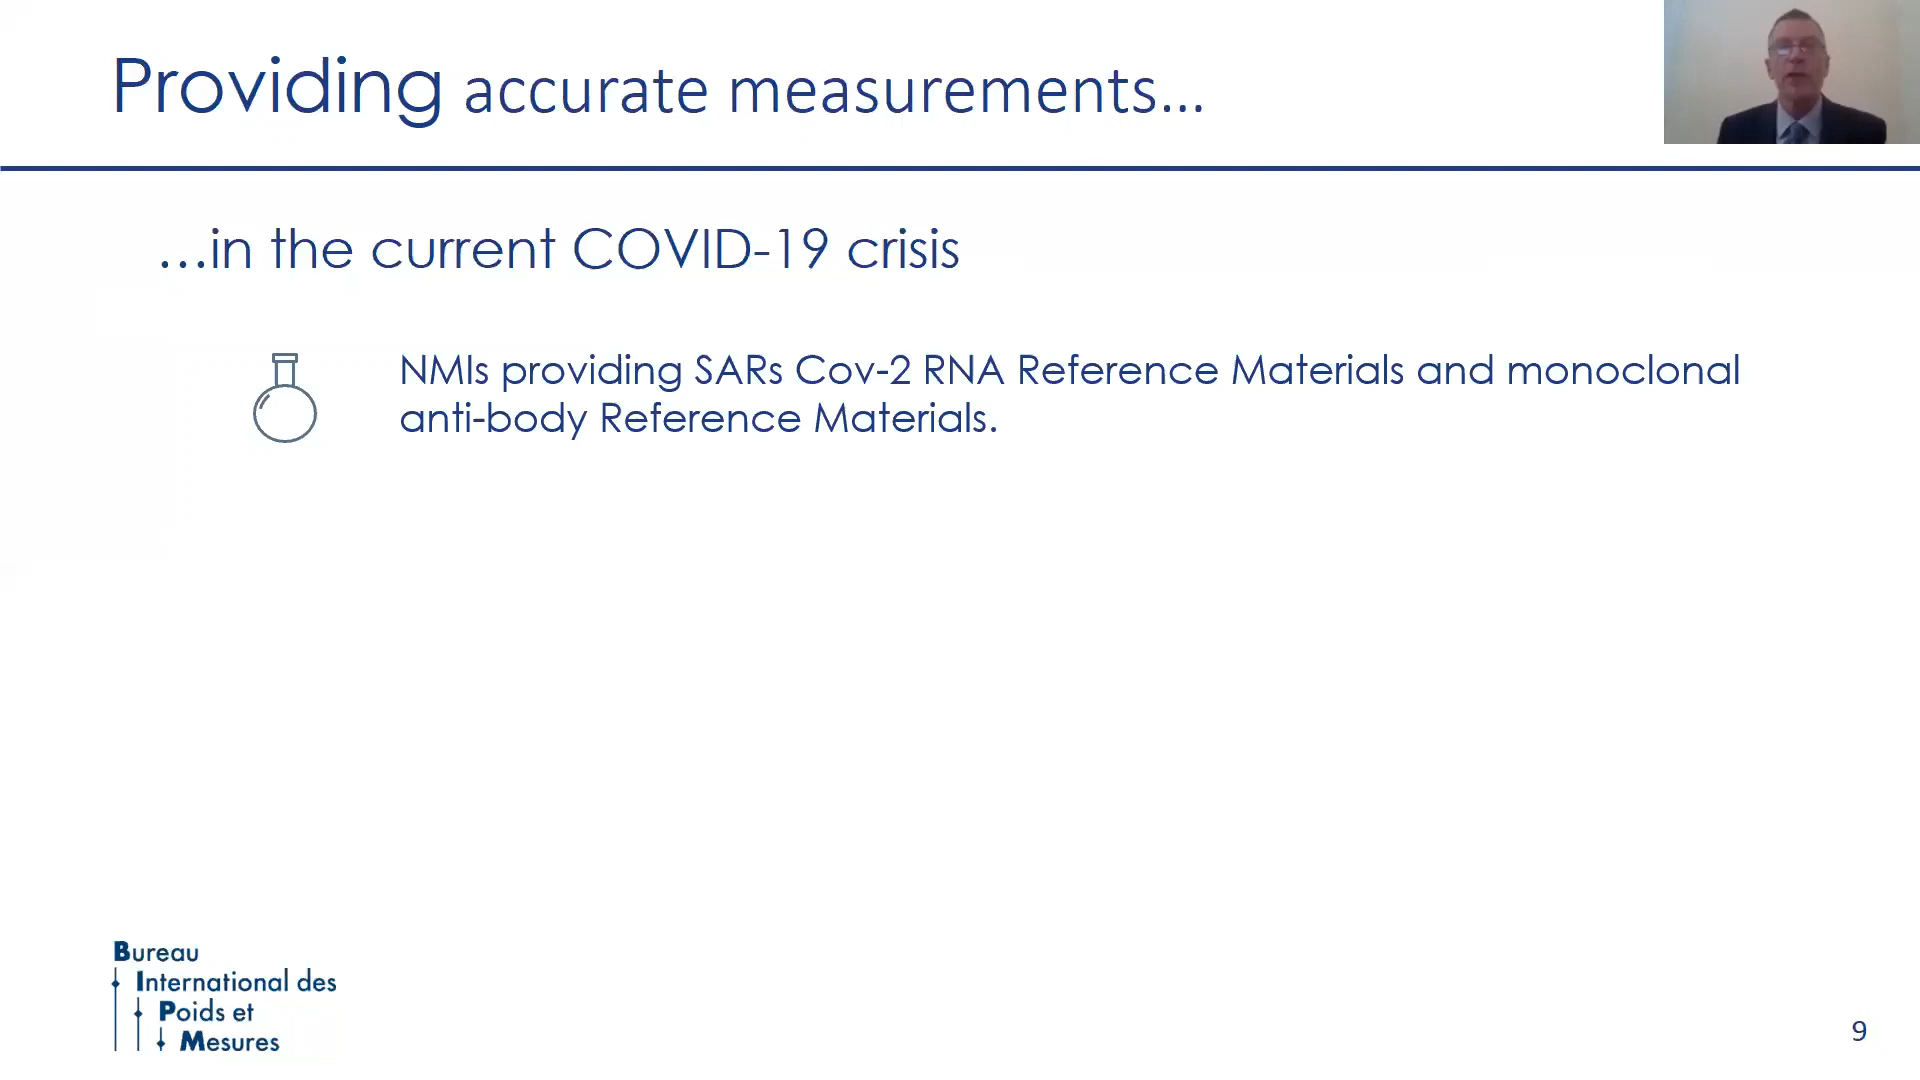 Providing accurate measurements...
...in the current COVID-19 crisis
NMIs providing SARs Cov-2 RNA Reference Materials and monoclonal
anti-body Reference Materials.
Bureau
International des
Poids et
Mesures
9